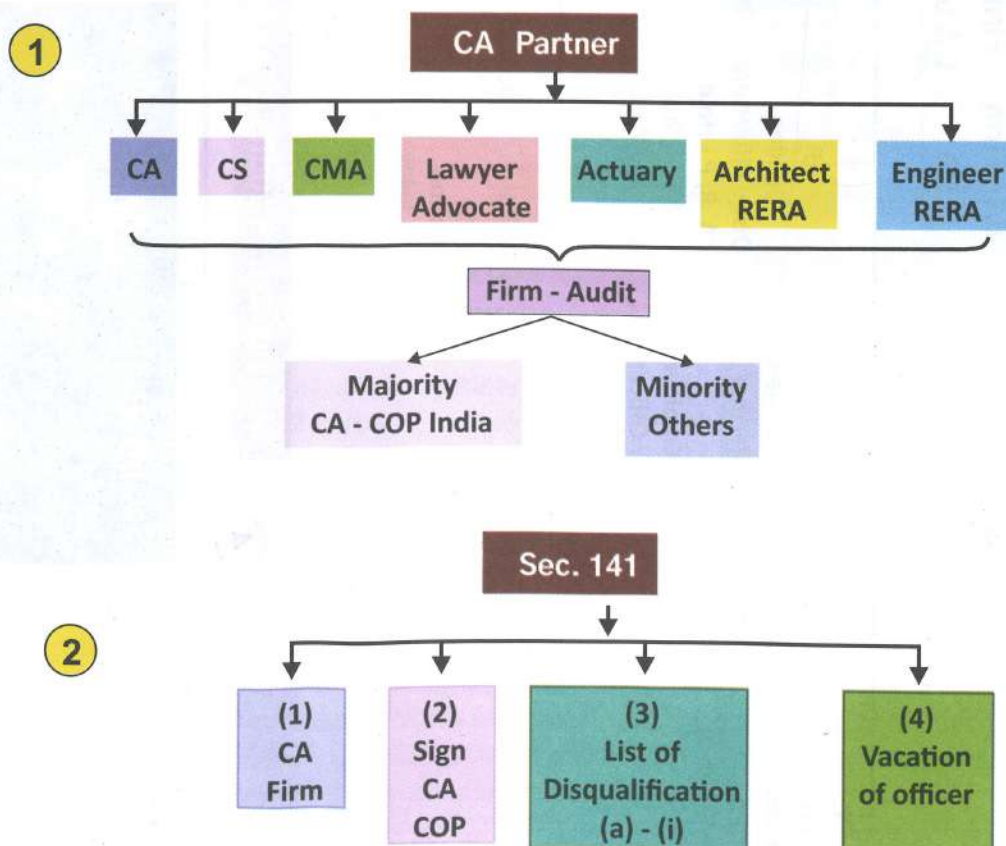 1
CA Partner
CA
CS
CMA
Lawyer
Advocate
Actuary
Architect
RERA
Engineer
RERA
Firm - Audit
Majority
CA - COP India
Minority
Others
2
Sec. 141
(1)
CA
Firm
(2)
Sign
CA
COP
(3)
List of
Disqualification
(a) - (i)
(4)
Vacation
of officer